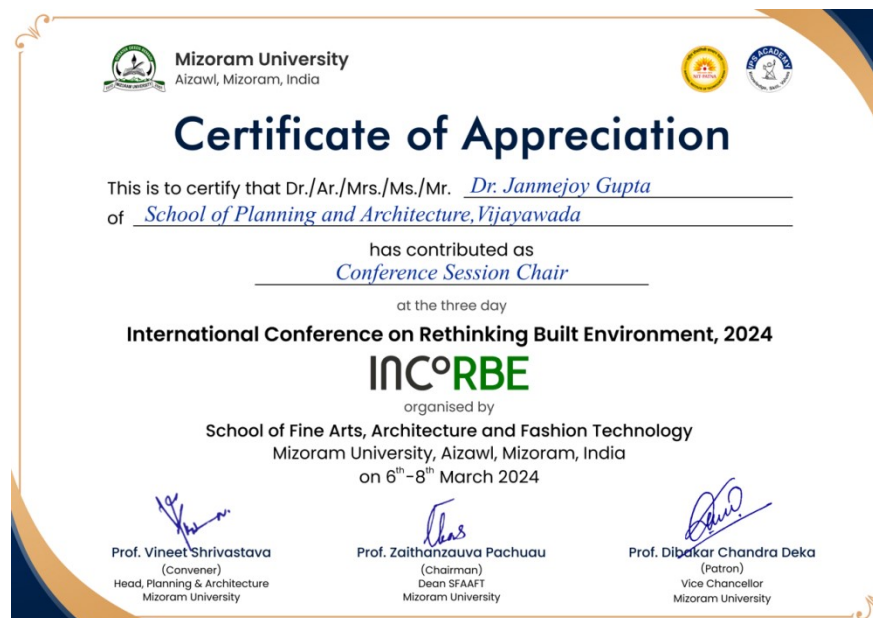 Mizoram University
Aizawl, Mizoram, India
IPS ACADEMY
Certificate of Appreciation
This is to certify that Dr./Ar./Mrs./Ms./Mr. Dr. Janmejoy Gupta
of School of Planning and Architecture,Vijayawada
has contributed as
Conference Session Chair
at the three day
International Conference on Rethinking Built Environment, 2024
INCoRBE
organised by
School of Fine Arts, Architecture and Fashion Technology
Mizoram University, Aizawl, Mizoram, India
on 6th-8th March 2024
Prof. Vineet Shrivastava
(Convener)
Head, Planning & Architecture
Mizoram University
Prof. Zaithanzauva Pachuau
(Chairman)
Dean SFAAFT
Mizoram University
Prof. Dibakar Chandra Deka
(Patron)
Vice Chancellor
Mizoram University